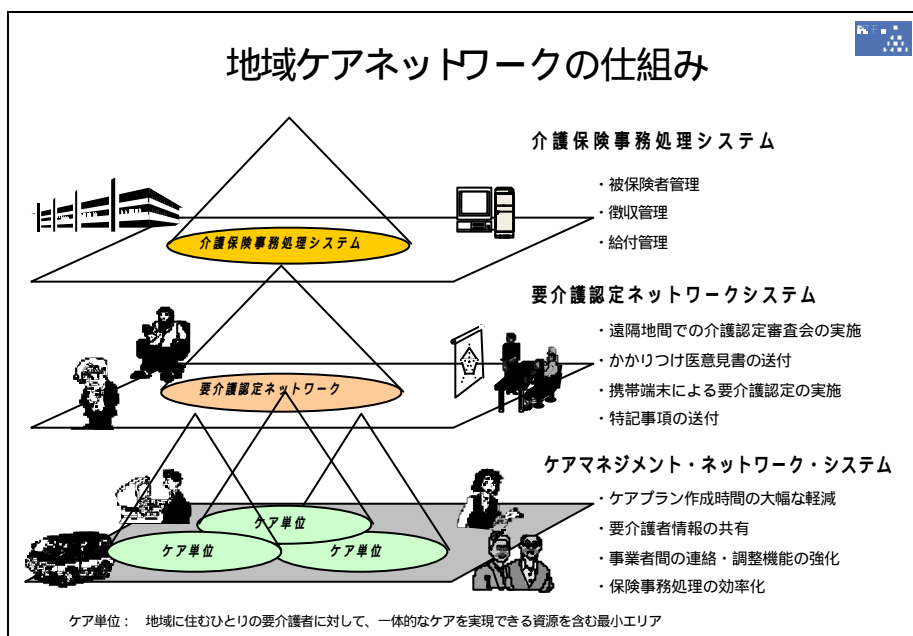 地域ケアネットワークの仕組み
介護保険事務処理システム
・被保険者管理
・徴収管理
・給付管理
介護保険事務処理システム
要介護認定ネットワークシステム
・遠隔地間での介護認定審査会の実施
・かかりつけ医意見書の送付
・携帯端末による要介護認定の実施
・特記事項の送付
要介護認定ネットワーク
ケアマネジメント・ネットワーク・システム
・ケアプラン作成時間の大幅な軽減
・要介護者情報の共有
・事業者間の連絡・調整機能の強化
・保険事務処理の効率化
ケア単位
ケア単位
ケア単位
ケア単位： 地域に住むひとりの要介護者に対して、一体的なケアを実現できる資源を含む最小エリア